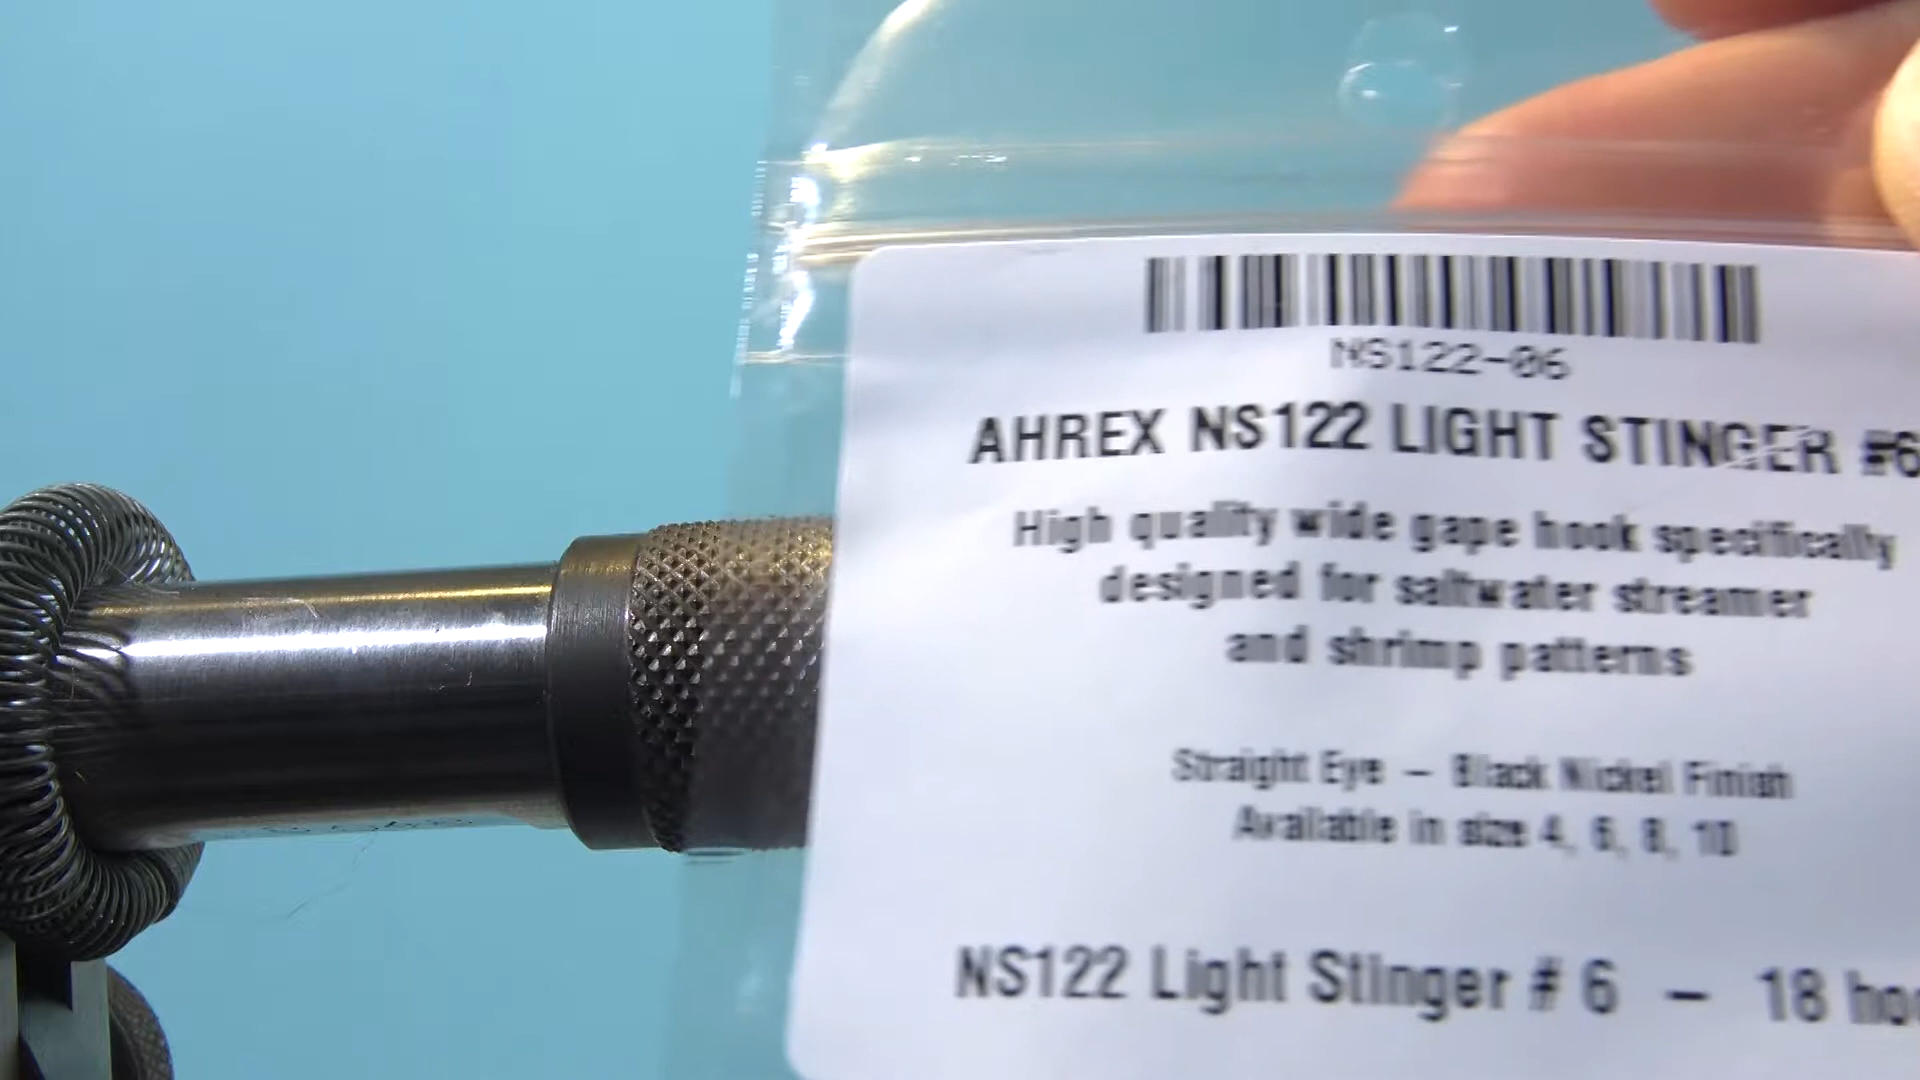 NS122-06
AHREX NS122 LIGHT STINGER #6
High quality wide gape hook specifically
designed for saltwater streamer
and shrimp patterns
Straight Eye – Black Nickel Finish
Available in size 4, 6, 8, 10
NS122 Light Stinger # 6 – 18